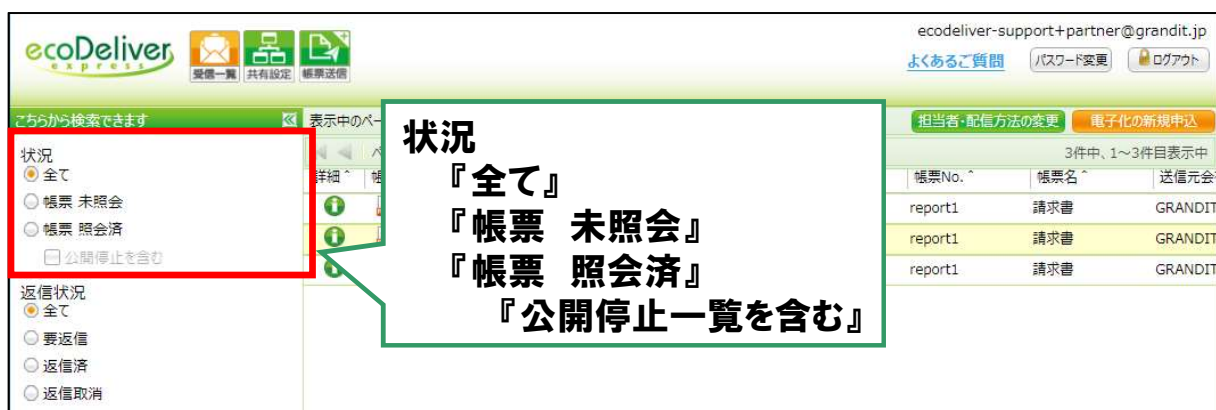 ecoDeliver
express
受信一覧
共有設定
帳票送信
ecodeliver-support+partner@grandit.jp
よくあるご質問
パスワード変更
ログアウト
こちらから検索できます
表示中のペー
担当者・配信方法の変更
電子化の新規申込
状況
全て
帳票 未照会
帳票 照会済
公開停止を含む
返信状況
全て
要返信
返信済
返信取消
3件中、1~3件目表示中
詳細
帳票No.
帳票名
送信元会
report1
請求書
GRANDIT
report1
請求書
GRANDIT
report1
請求書
GRANDIT
状況
『全て』
『帳票 未照会』
『帳票 照会済』
『公開停止一覧を含む』